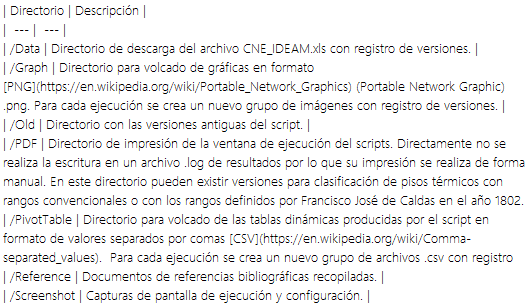 | Directorio | Descripción |
| --- | --- |
| /Data | Directorio de descarga del archivo CNE_IDEAM.xls con registro de versiones. |
| /Graph | Directorio para volcado de gráficas en formato
[PNG](https://en.wikipedia.org/wiki/Portable_Network_Graphics) (Portable Network Graphic)
.png. Para cada ejecución se crea un nuevo grupo de imágenes con registro de versiones. |
| /Old | Directorio con las versiones antiguas del script. |
| /PDF | Directorio de impresión de la ventana de ejecución del scripts. Directamente no se
realiza la escritura en un archivo .log de resultados por lo que su impresión se realiza de forma
manual. En este directorio pueden existir versiones para clasificación de pisos térmicos con
rangos convencionales o con los rangos definidos por Francisco José de Caldas en el año 1802.
| /PivotTable | Directorio para volcado de las tablas dinámicas producidas por el script en
formato de valores separados por comas [CSV](https://en.wikipedia.org/wiki/Comma-
separated_values).  Para cada ejecución se crea un nuevo grupo de archivos .csv con registro
| /Reference | Documentos de referencias bibliográficas recopiladas. |
| /Screenshot | Capturas de pantalla de ejecución y configuración. |